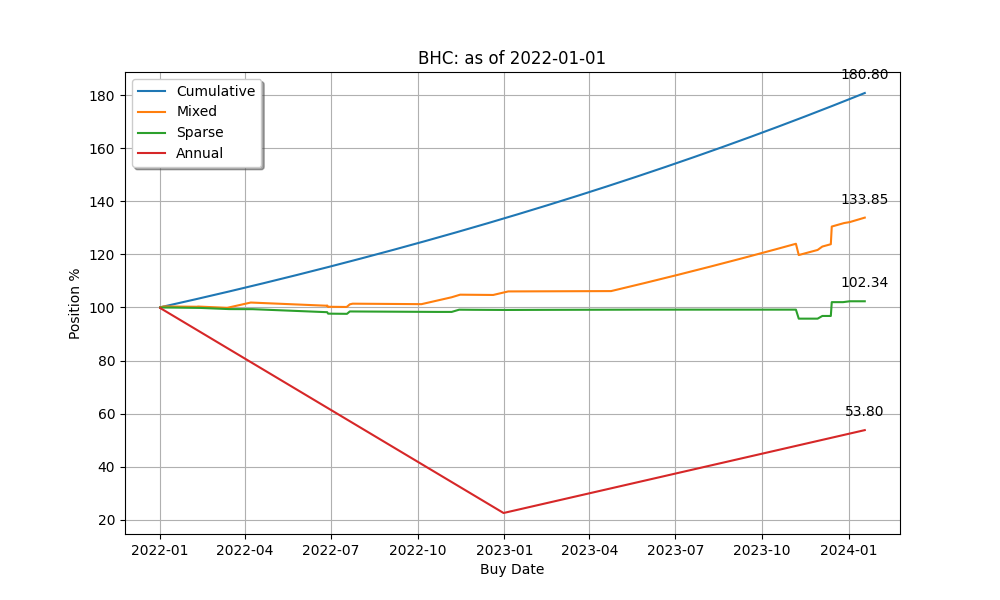 BHC: as of 2022-01-01
Cumulative
Mixed
Sparse
Annual
180.80
133.85
102.34
53.80
Position %
180
160
140
120
100
80
60
40
20
2022-01 2022-04 2022-07 2022-10 2023-01 2023-04 2023-07 2023-10 2024-01
Buy Date